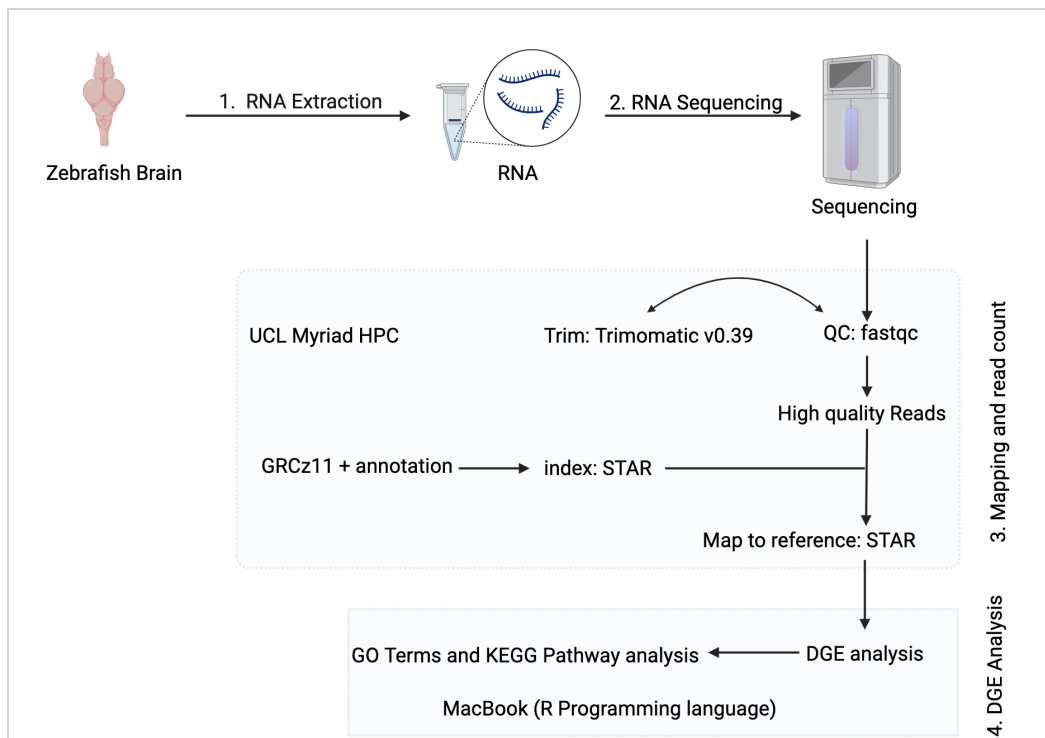 1. RNA Extraction
2. RNA Sequencing
Zebrafish Brain
RNA
Sequencing
UCL Myriad HPC
Trim: Trimomatic v0.39
QC: fastqc
High quality Reads
GRCz11 + annotation
index: STAR
Map to reference: STAR
3. Mapping and read count
GO Terms and KEGG Pathway analysis
DGE analysis
MacBook (R Programming language)
4. DGE Analysis